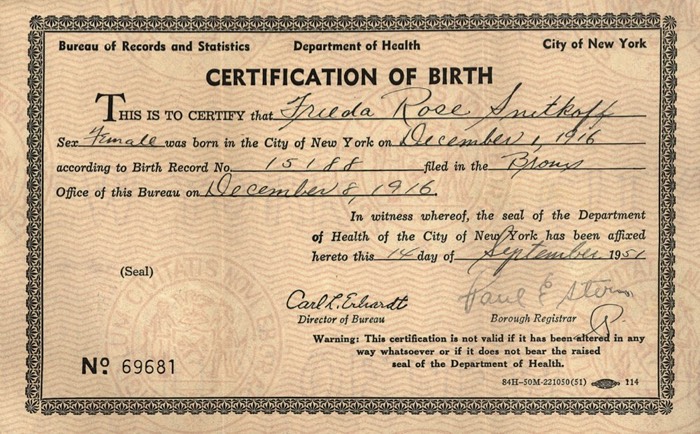 Bureau of Records and Statistics Department of Health City of New York
CERTIFICATION OF BIRTH
THIS IS TO CERTIFY that Frieda Rose Snitkoff
Sex Female was born in the City of New York on December 1, 1916
according to Birth Record No. 15188 filed in the Bronx
Office of this Bureau on December 8, 1916.
In witness whereof, the seal of the Department
of Health of the City of New York has been affixed
hereto this 14 day of September 1951
(Seal)
Carl L. Erhardt Paul E Stern
Director of Bureau Borough Registrar
Warning: This certification is not valid if it has been altered in any
way whatsoever or if it does not bear the raised
seal of the Department of Health.
Nº 69681
84H-50M-221050(51) 114